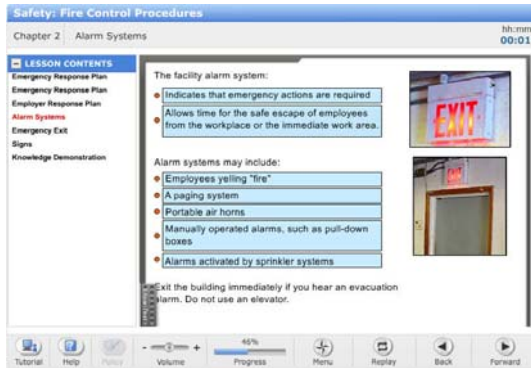 Safety: Fire Control Procedures
Chapter 2 Alarm Systems
hh:mm
00:01
LESSON CONTENTS
Emergency Response Plan
Emergency Response Plan
Employer Response Plan
Alarm Systems
Emergency Exit
Signs
Knowledge Demonstration
The facility alarm system:
Indicates that emergency actions are required
Allows time for the safe escape of employees
from the workplace or the immediate work area.
Alarm systems may include:
Employees yelling "fire"
A paging system
Portable air horns
Manually operated alarms, such as pull-down
boxes
Alarms activated by sprinkler systems
Exit the building immediately if you hear an evacuation
alarm. Do not use an elevator.
EXIT
EXIT
- +
46%
Tutorial
Help
Policy
Volume
Progress
Menu
Replay
Back
Forward